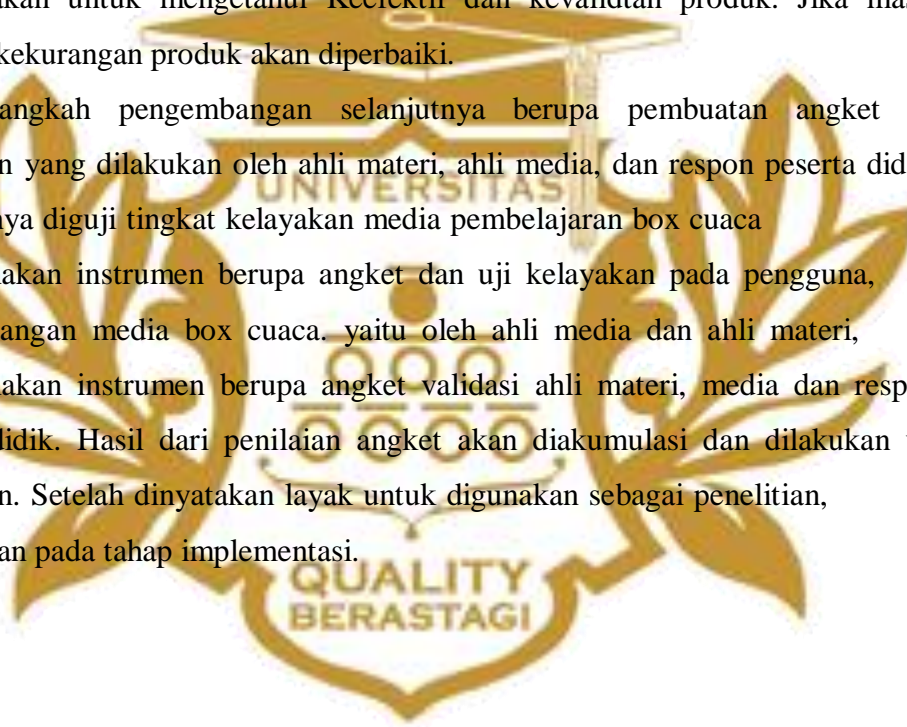 untuk mengetahui Keefektif dan kevalidtan produk. Jika
kekurangan produk akan diperbaiki.
angkah pengembangan selanjutnya berupa pembuatan angket
n yang dilakukan oleh ahli materi, ahli media, dan respon peserta did
UNIVERSITAS
ya diguji tingkat kelayakan media pembelajaran box cuaca
akan instrumen berupa angket dan uji kelayakan pada pengguna,
angan media box cuaca. yaitu oleh ahli media dan ahli materi,
akan instrumen berupa angket validasi ahli materi, media dan resp
didik. Hasil dari penilaian angket akan diakumulasi dan dilakukan
n. Setelah dinyatakan layak untuk digunakan sebagai penelitian,
an pada tahap implementasi.
QUALITY
BERASTAGI